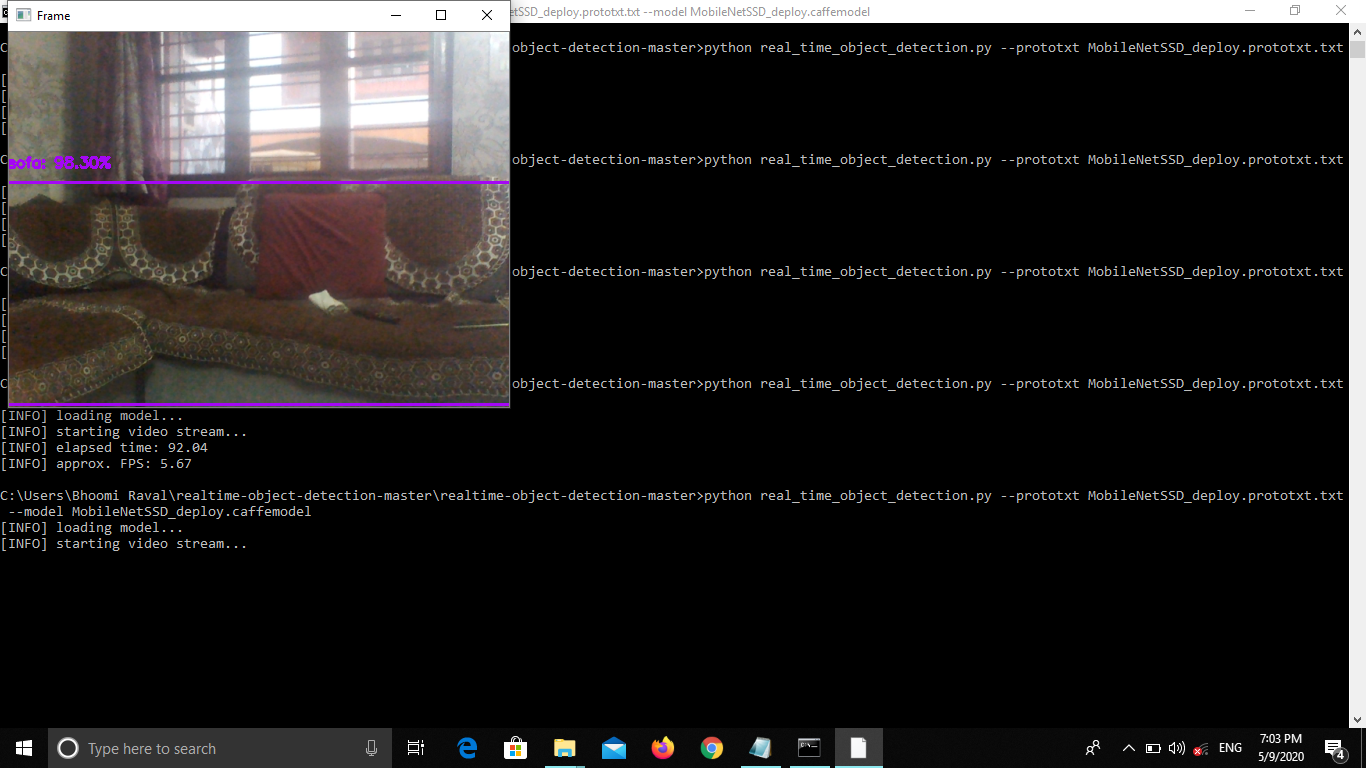 Frame
tSSD_deploy.prototxt.txt --model MobileNetSSD_deploy.caffemodel
sofa: 98.30%
C object-detection-master>python real_time_object_detection.py --prototxt MobileNetSSD_deploy.prototxt.txt
[
[
[
[
C object-detection-master>python real_time_object_detection.py --prototxt MobileNetSSD_deploy.prototxt.txt
[
[
[
[
C object-detection-master>python real_time_object_detection.py --prototxt MobileNetSSD_deploy.prototxt.txt
[
[
[
[
C object-detection-master>python real_time_object_detection.py --prototxt MobileNetSSD_deploy.prototxt.txt
[INFO] loading model...
[INFO] starting video stream...
[INFO] elapsed time: 92.04
[INFO] approx. FPS: 5.67
C:\Users\Bhoomi Raval\realtime-object-detection-master\realtime-object-detection-master>python real_time_object_detection.py --prototxt MobileNetSSD_deploy.prototxt.txt
--model MobileNetSSD_deploy.caffemodel
[INFO] loading model...
[INFO] starting video stream...
Type here to search
ENG
7:03 PM
5/9/2020
4